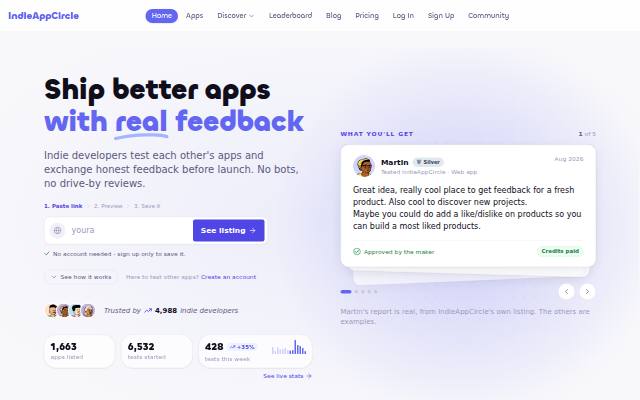 IndieAppCircle
Home Apps Discover Leaderboard Blog Pricing Log In Sign Up Community
Ship better apps
with real feedback
Indie developers test each other's apps and
exchange honest feedback before launch. No bots,
no drive-by reviews.
1. Paste link 2. Preview 3. Save it
youra
See listing →
No account needed · sign up only to save it.
See how it works
Here to test other apps? Create an account
Trusted by 4,988 indie developers
1,663
apps listed
6,532
tests started
428 +35%
tests this week
See live stats →
WHAT YOU'LL GET 1 of 5
Martin Silver Aug 2026
Tested IndieAppCircle · Web app
Great idea, really cool place to get feedback for a fresh
product. Also cool to discover new projects.
Maybe you could add a like/dislike on products so you
can build a most liked products.
Approved by the maker Credits paid
Martin's report is real, from IndieAppCircle's own listing. The others are
examples.